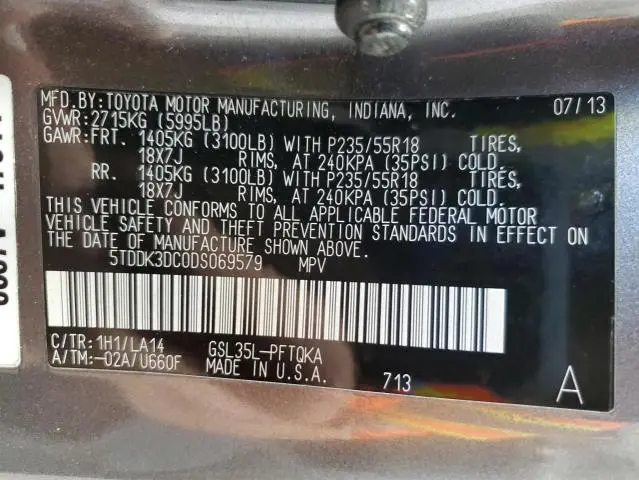 MFD.BY:TOYOTA MOTOR MANUFACTURING, INDIANA, INC. 07/13
GVWR:2715KG (5995LB)
GAWR:FRT. 1405KG (3100LB) WITH P235/55R18 TIRES,
18X7J RIMS, AT 240KPA (35PSI) COLD.
RR. 1405KG (3100LB) WITH P235/55R18 TIRES,
18X7J RIMS, AT 240KPA (35PSI) COLD.
THIS VEHICLE CONFORMS TO ALL APPLICABLE FEDERAL MOTOR
VEHICLE SAFETY AND THEFT PREVENTION STANDARDS IN EFFECT ON
THE DATE OF MANUFACTURE SHOWN ABOVE.
5TDDK3DC0DS069579 MPV
C/TR:1H1/LA14 GSL35L-PFTQKA
A/TM:-02A/U660F MADE IN U.S.A. 713 A